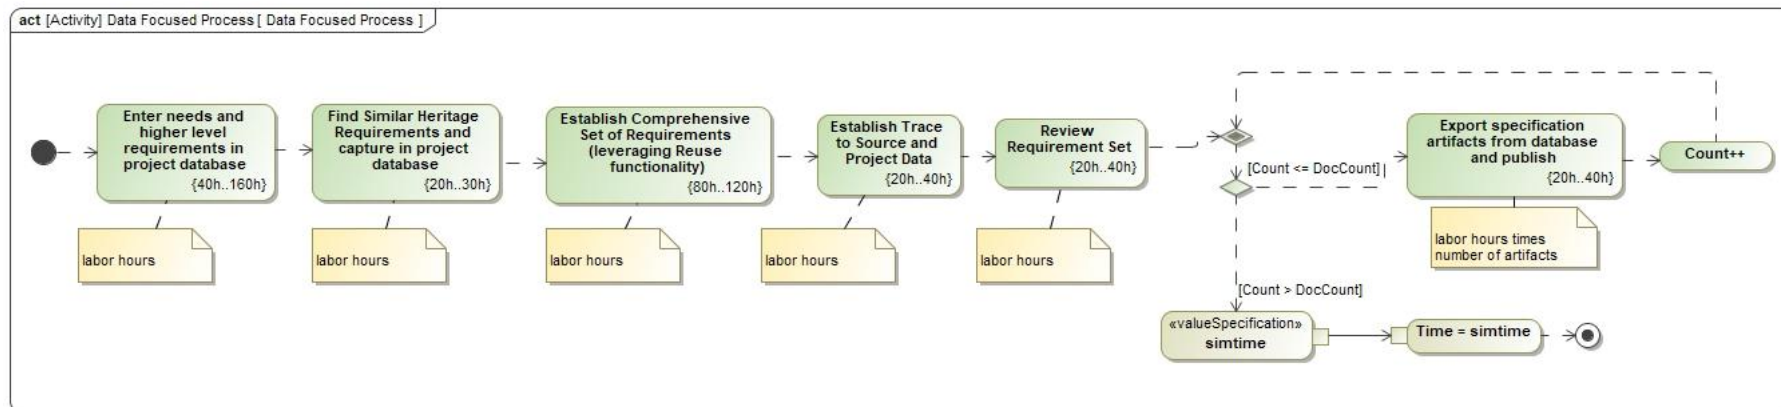 act [Activity] Data Focused Process [ Data Focused Process ]
Enter needs and
higher level
requirements in
project database
{40h..160h}
labor hours
Find Similar Heritage
Requirements and
capture in project
database
{20h..30h}
labor hours
Establish Comprehensive
Set of Requirements
(leveraging Reuse
functionality)
{80h..120h}
labor hours
Establish Trace
to Source and
Project Data
{20h..40h}
labor hours
Review
Requirement Set
{20h..40h}
labor hours
[Count <= DocCount]
Export specification
artifacts from database
and publish
{20h..40h}
labor hours times
number of artifacts
Count++
[Count > DocCount]
«valueSpecification»
simtime
Time = simtime